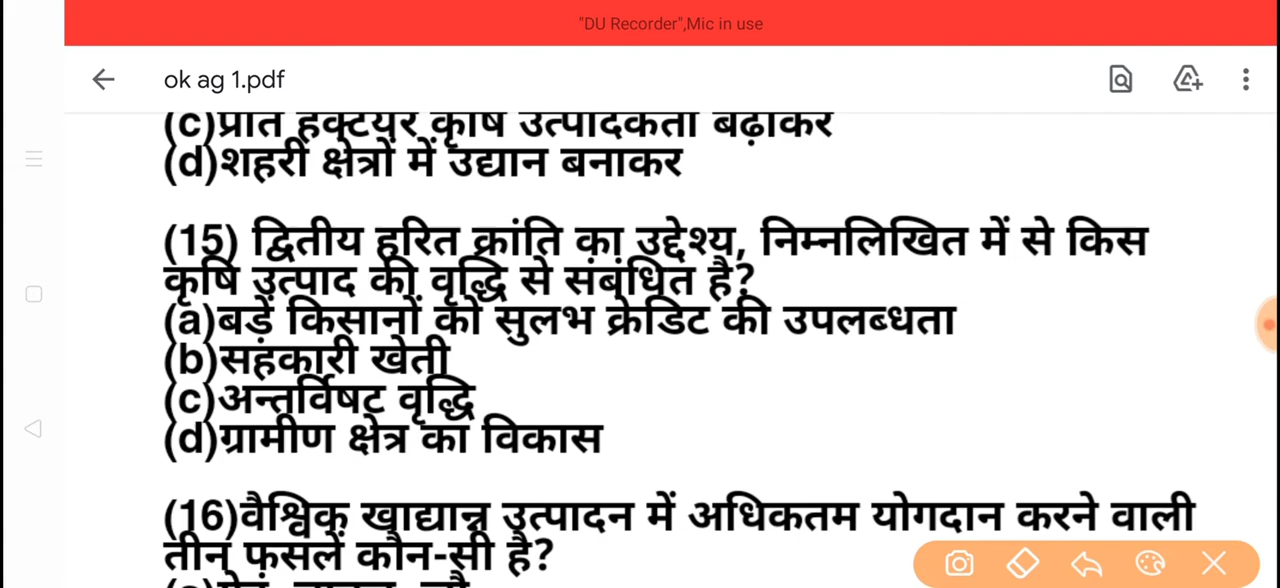 "DU Recorder",Mic in use
ok ag 1.pdf
(c)प्रति हेक्टेयर कृषि उत्पादकता बढ़ाकर
(d)शहरी क्षेत्रों में उद्यान बनाकर
(15) द्वितीय हरित क्रांति का उद्देश्य, निम्नलिखित में से किस
कृषि उत्पाद की वृद्धि से संबंधित है?
(a)बड़े किसानों को सुलभ क्रेडिट की उपलब्धता
(b)सहकारी खेती
(c)अन्तर्विषट वृद्धि
(d)ग्रामीण क्षेत्र का विकास
(16)वैश्विक खाद्यान्न उत्पादन में अधिकतम योगदान करने वाली
तीन फसलें कौन-सी है?